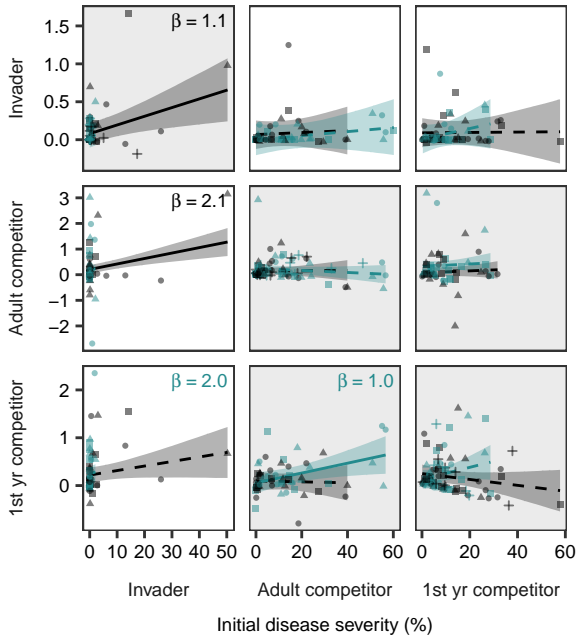 Invader
1.5
1.0
0.5
0.0
β = 1.1
Adult competitor
3
2
1
0
−1
−2
β = 2.1
1st yr competitor
2
1
0
β = 2.0
β = 1.0
0 10 20 30 40 50
0 20 40 60
0 20 40 60
Invader Adult competitor 1st yr competitor
Initial disease severity (%)